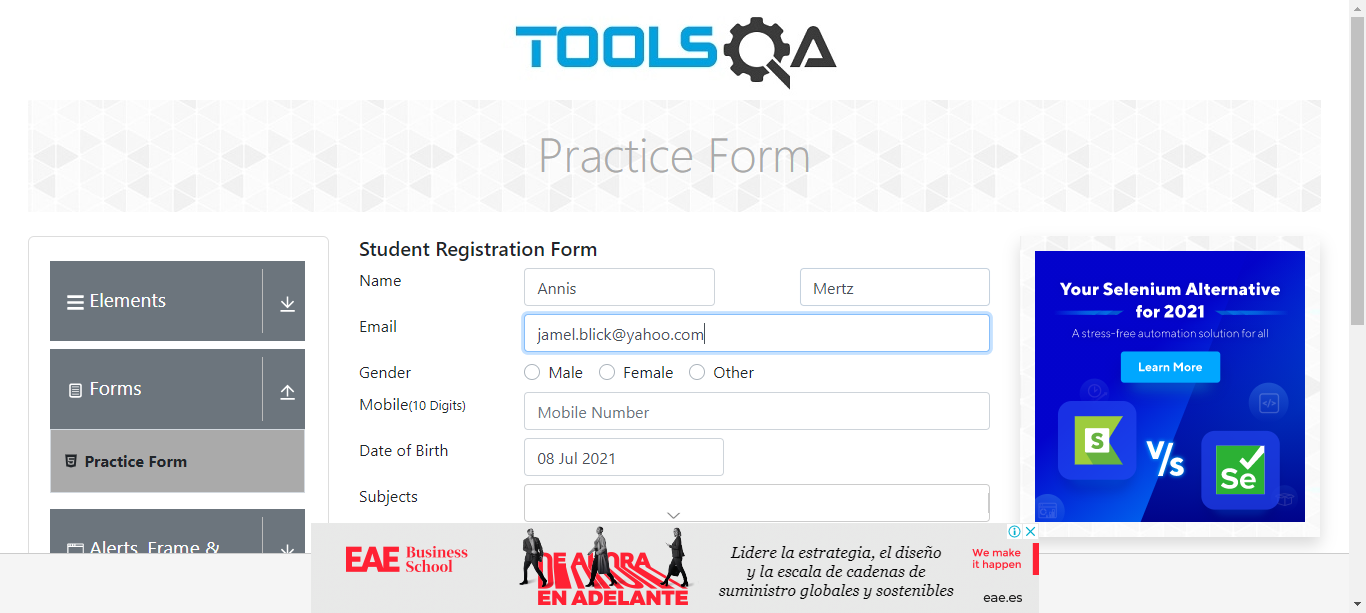 TOOLSQA
Practice Form
Elements
Forms
Practice Form
Alerts, Frame &
Student Registration Form
Name
Annis
Mertz
Email
jamel.blick@yahoo.com
Gender
Male
Female
Other
Mobile(10 Digits)
Mobile Number
Date of Birth
08 Jul 2021
Subjects
Your Selenium Alternative
for 2021
A stress-free automation solution for all
Learn More
S
V/s
Se
EAE Business
School
DE AHORA
EN ADELANTE
Lidere la estrategia, el diseño
y la escala de cadenas de
suministro globales y sostenibles
We make
it happen
eae.es